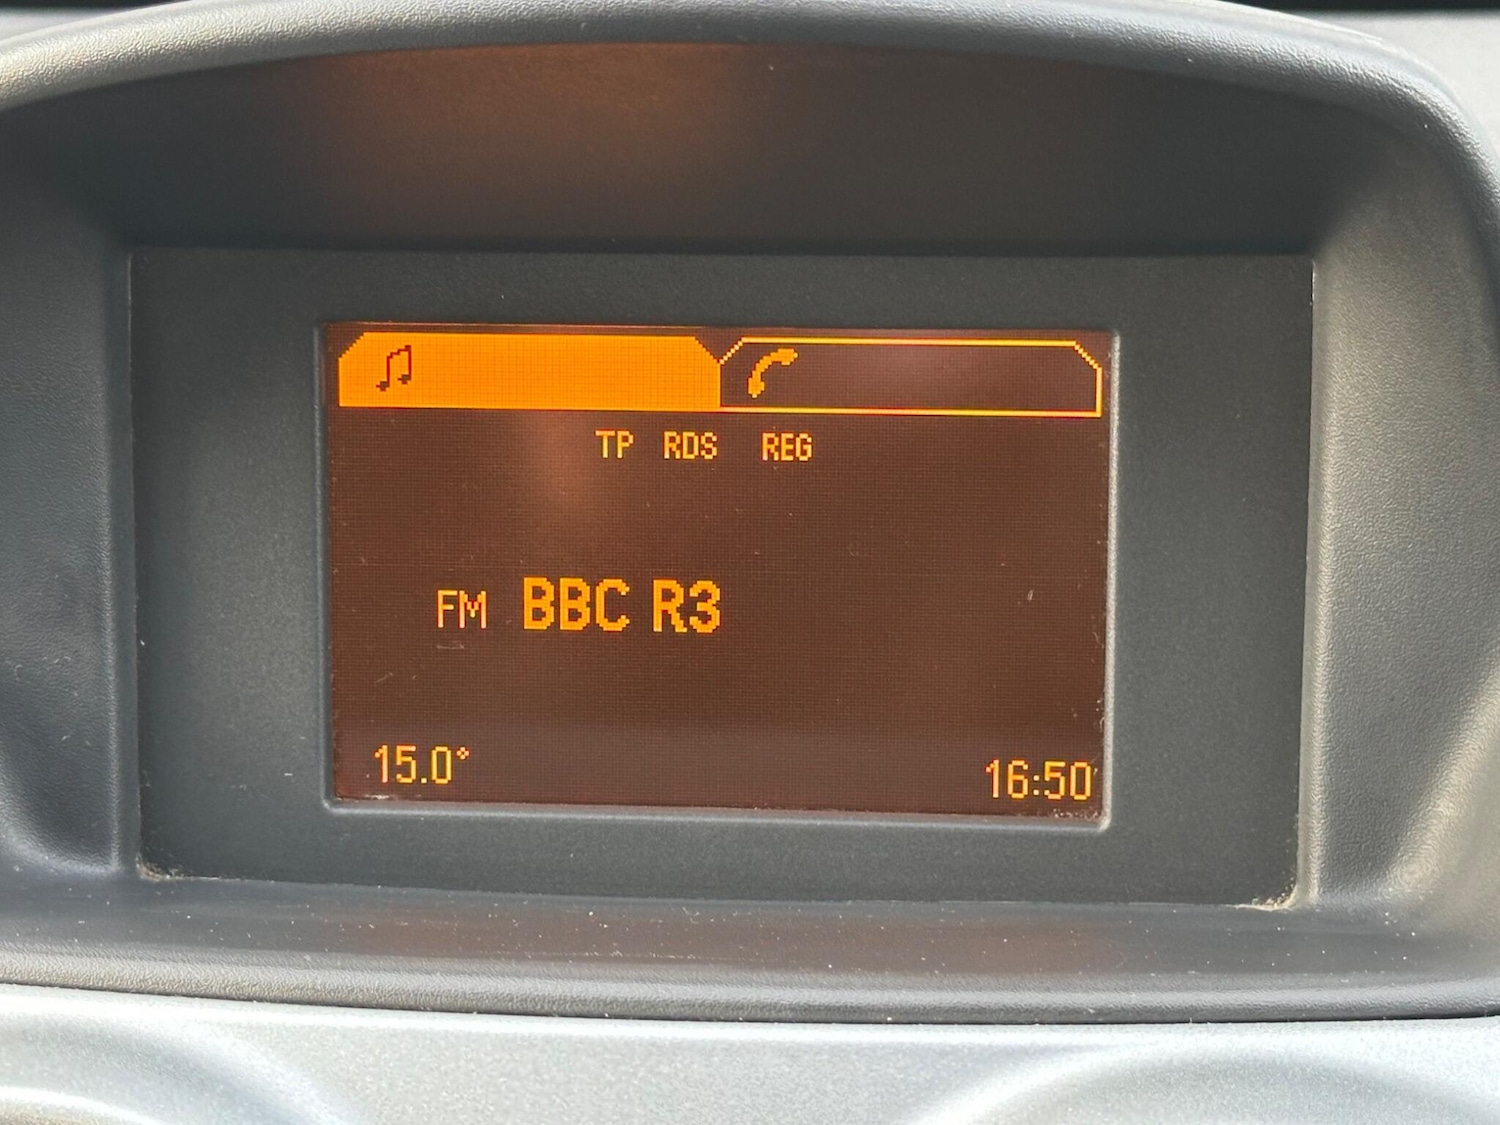 TP RDS REG
FM BBC R3
15.0° 16:50